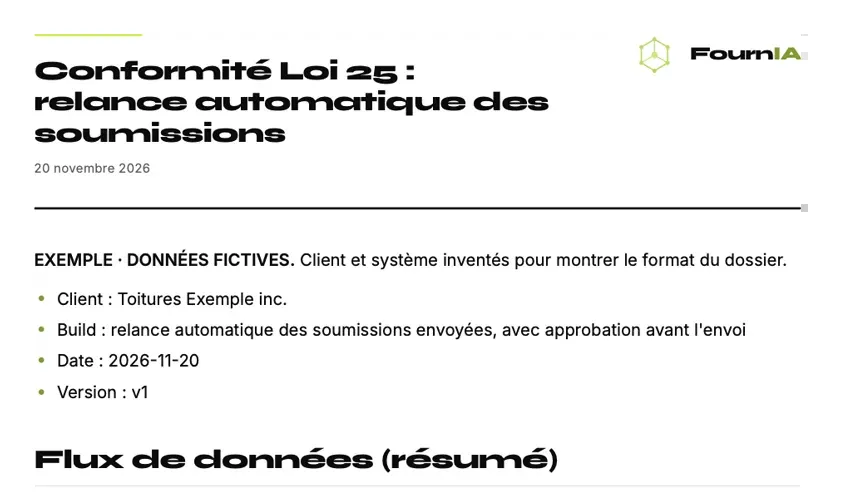 Conformité Loi 25 :
relance automatique des
soumissions
FournIA
20 novembre 2026
EXEMPLE · DONNÉES FICTIVES. Client et système inventés pour montrer le format du dossier.
• Client : Toitures Exemple inc.
• Build : relance automatique des soumissions envoyées, avec approbation avant l'envoi
• Date : 2026-11-20
• Version : v1
Flux de données (résumé)